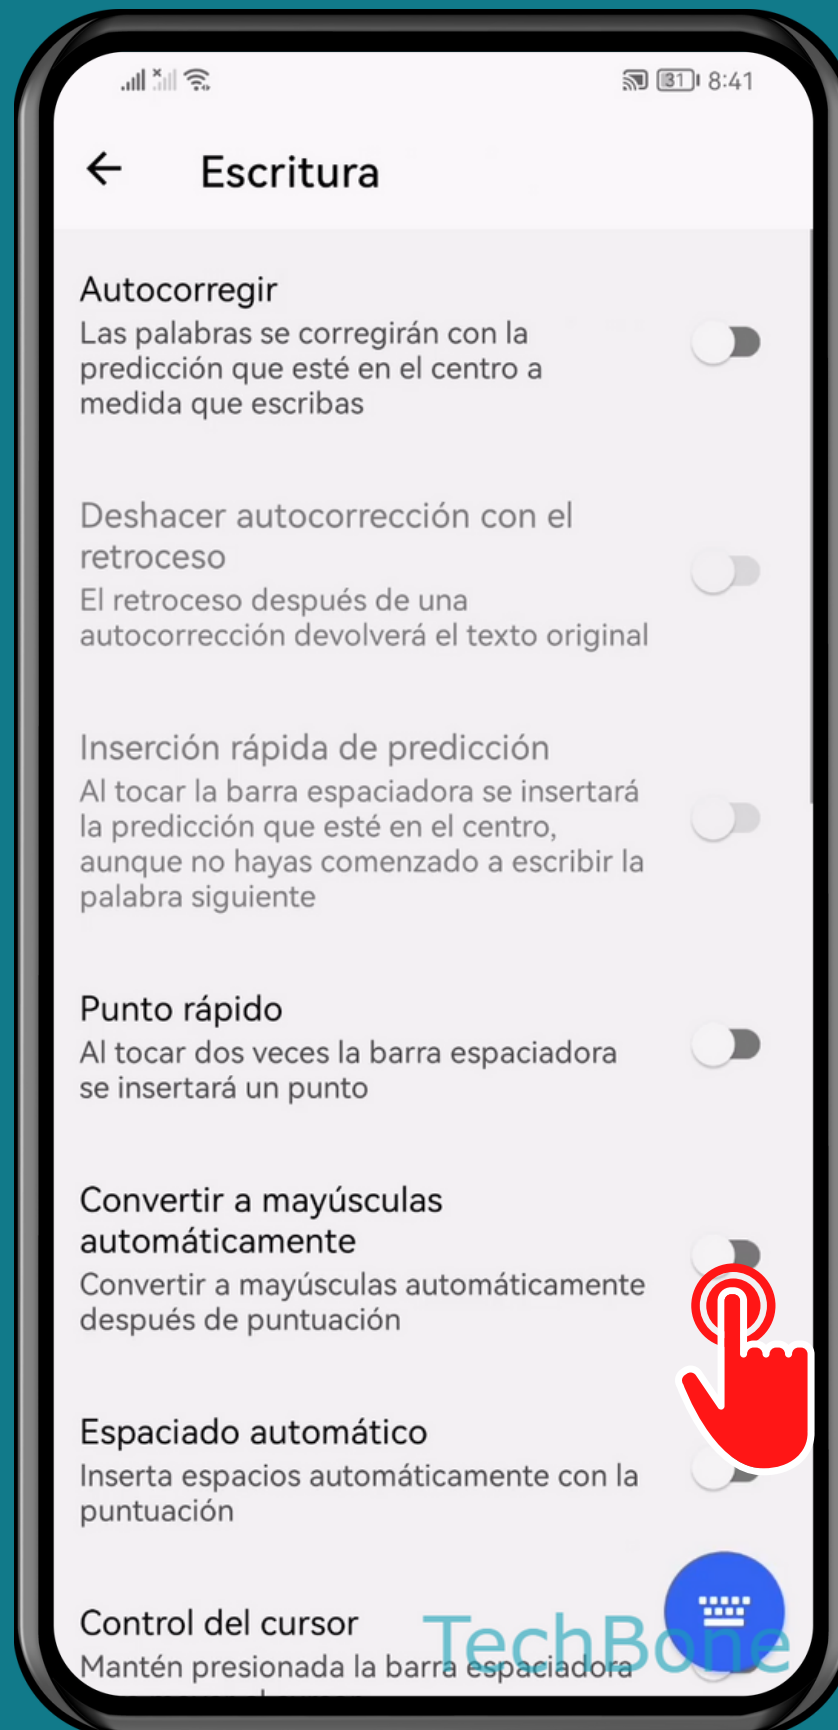 31 8:41
Escritura
Autocorregir
Las palabras se corregirán con la
predicción que esté en el centro a
medida que escribas
Deshacer autocorrección con el
retroceso
El retroceso después de una
autocorrección devolverá el texto original
Inserción rápida de predicción
Al tocar la barra espaciadora se insertará
la predicción que esté en el centro,
aunque no hayas comenzado a escribir la
palabra siguiente
Punto rápido
Al tocar dos veces la barra espaciadora
se insertará un punto
Convertir a mayúsculas
automáticamente
Convertir a mayúsculas automáticamente
después de puntuación
Espaciado automático
Inserta espacios automáticamente con la
puntuación
Control del cursor
Mantén presionada la barra espaciadora
TechBone